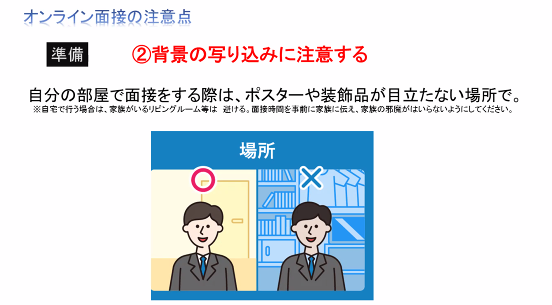 オンライン面接の注意点
準備
②背景の写り込みに注意する
自分の部屋で面接をする際は、ポスターや装飾品が目立たない場所で。
※自宅で行う場合は、家族がいるリビングルーム等は 避ける。面接時間を事前に家族に伝え、家族の邪魔がはいらないようにしてください。
場所